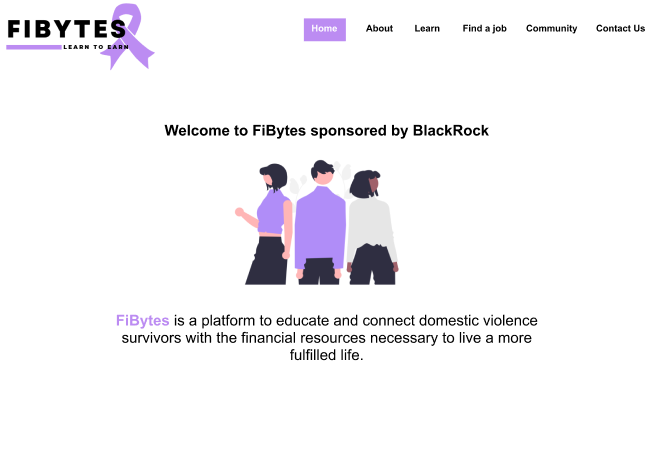 FIBYTES
LEARN TO EARN
Home About Learn Find a job Community Contact Us
Welcome to FiBytes sponsored by BlackRock
FiBytes is a platform to educate and connect domestic violence
survivors with the financial resources necessary to live a more
fulfilled life.